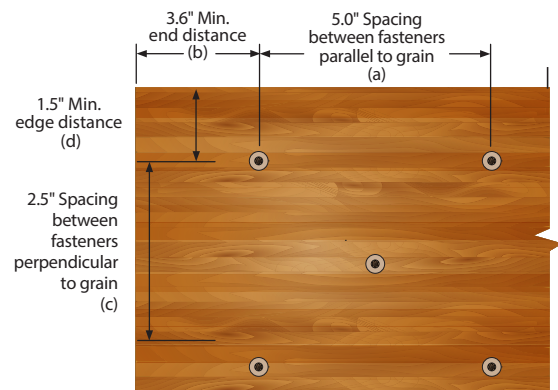 3.6" Min.
end distance
(b)
5.0" Spacing
between fasteners
parallel to grain
(a)
1.5" Min.
edge distance
(d)
2.5" Spacing
between
fasteners
perpendicular
to grain
(c)